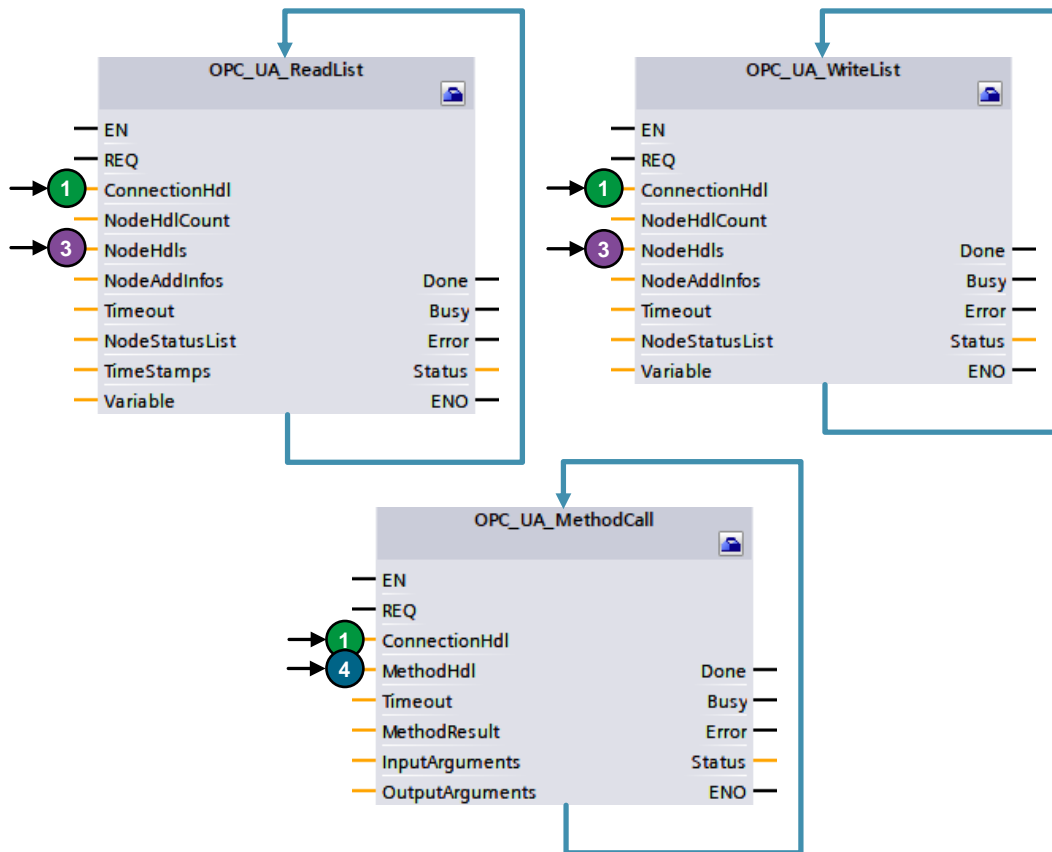 OPC_UA_ReadList
EN
REQ
1 ConnectionHdl
NodeHdlCount
3 NodeHdls
NodeAddInfos Done
Timeout Busy
NodeStatusList Error
TimeStamps Status
Variable ENO
OPC_UA_WriteList
EN
REQ
1 ConnectionHdl
NodeHdlCount
3 NodeHdls Done
NodeAddInfos Busy
Timeout Error
NodeStatusList Status
Variable ENO
OPC_UA_MethodCall
EN
REQ
1 ConnectionHdl
4 MethodHdl Done
Timeout Busy
MethodResult Error
InputArguments Status
OutputArguments ENO